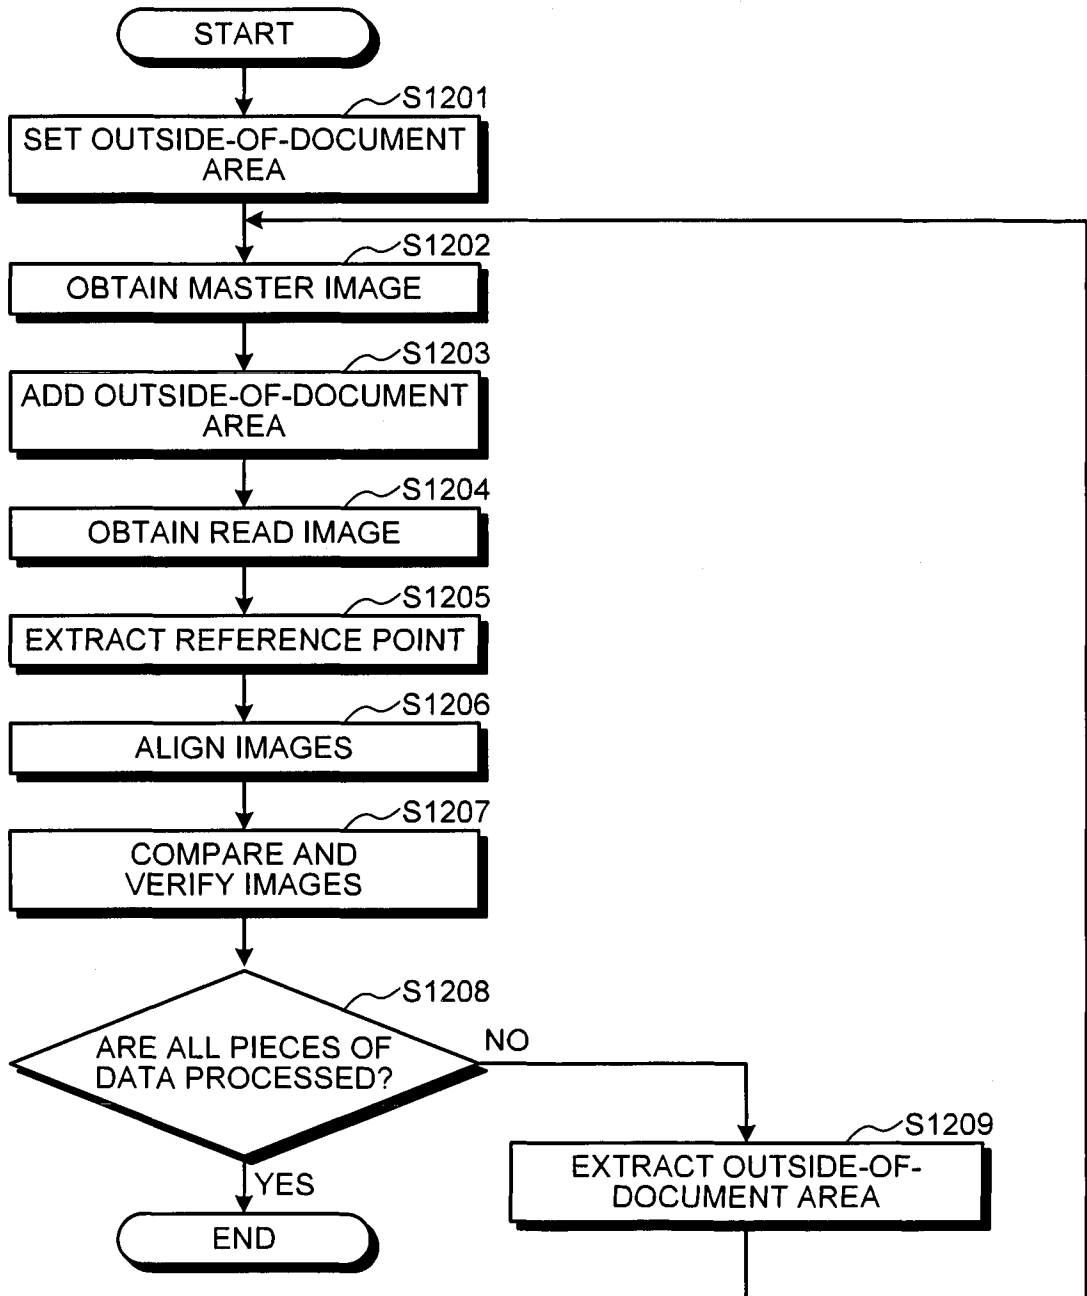 START
S1201
SET OUTSIDE-OF-DOCUMENT
AREA
S1202
OBTAIN MASTER IMAGE
S1203
ADD OUTSIDE-OF-DOCUMENT
AREA
S1204
OBTAIN READ IMAGE
S1205
EXTRACT REFERENCE POINT
S1206
ALIGN IMAGES
S1207
COMPARE AND
VERIFY IMAGES
S1208
ARE ALL PIECES OF
DATA PROCESSED?
NO
S1209
EXTRACT OUTSIDE-OF-
DOCUMENT AREA
YES
END